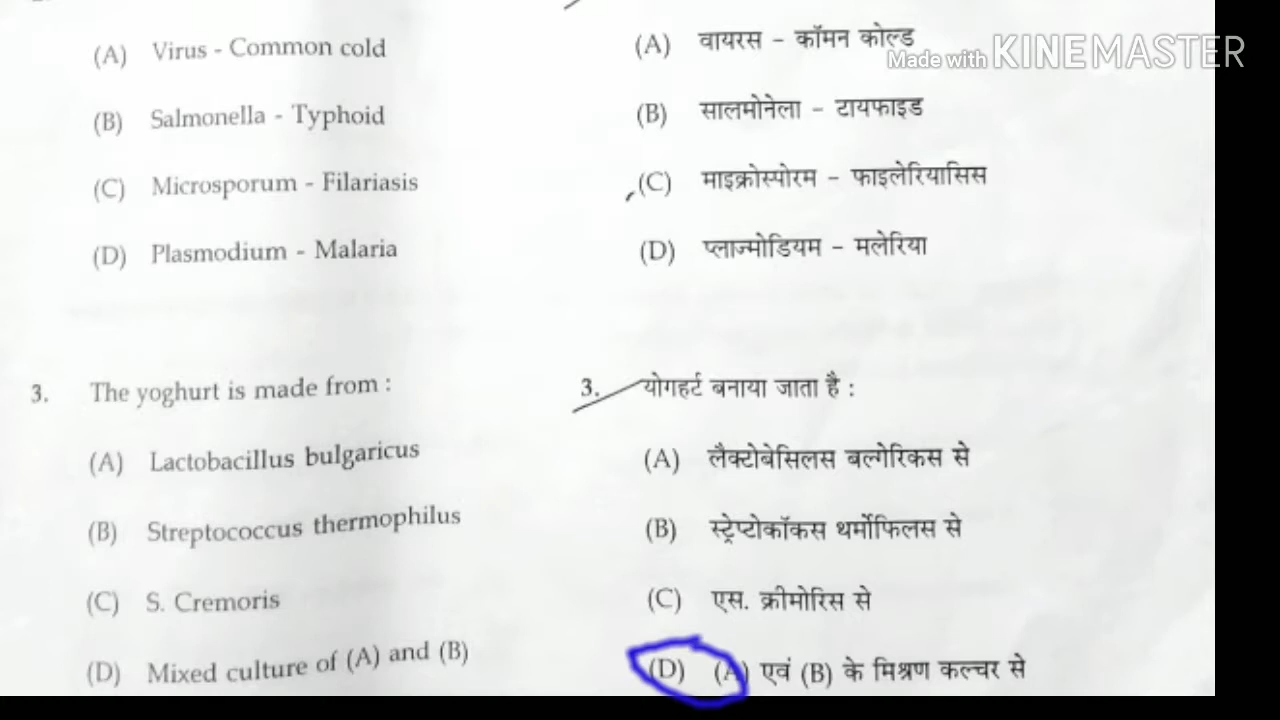 (A) Virus - Common cold
(B) Salmonella - Typhoid
(C) Microsporum - Filariasis
(D) Plasmodium - Malaria
3. The yoghurt is made from :
(A) Lactobacillus bulgaricus
(B) Streptococcus thermophilus
(C) S. Cremoris
(D) Mixed culture of (A) and (B)
(A) वायरस - कॉमन कोल्ड
(B) सालमोनेला - टायफाइड
(C) माइक्रोस्पोरम - फाइलेरियासिस
(D) प्लाज्मोडियम - मलेरिया
3. योगहर्ट बनाया जाता है :
(A) लैक्टोबेसिलस बल्गेरिकस से
(B) स्ट्रेप्टोकॉकस थर्मोफिलस से
(C) एस. क्रीमोरिस से
(D) (A) एवं (B) के मिश्रण कल्चर से
Made with KINEMASTER